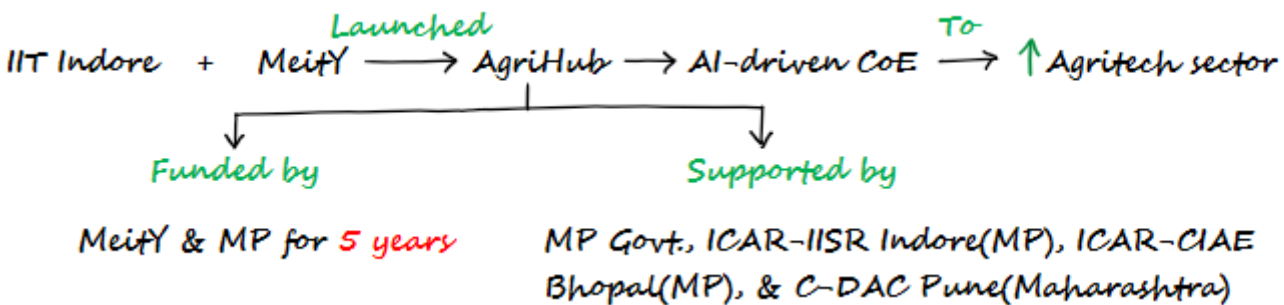 Launched To
IIT Indore + MeitY → AgriHub → AI-driven CoE → ↑ Agritech sector
Funded by Supported by
MeitY & MP for 5 years MP Govt., ICAR-IISR Indore(MP), ICAR-CIAE
Bhopal(MP), & C-DAC Pune(Maharashtra)